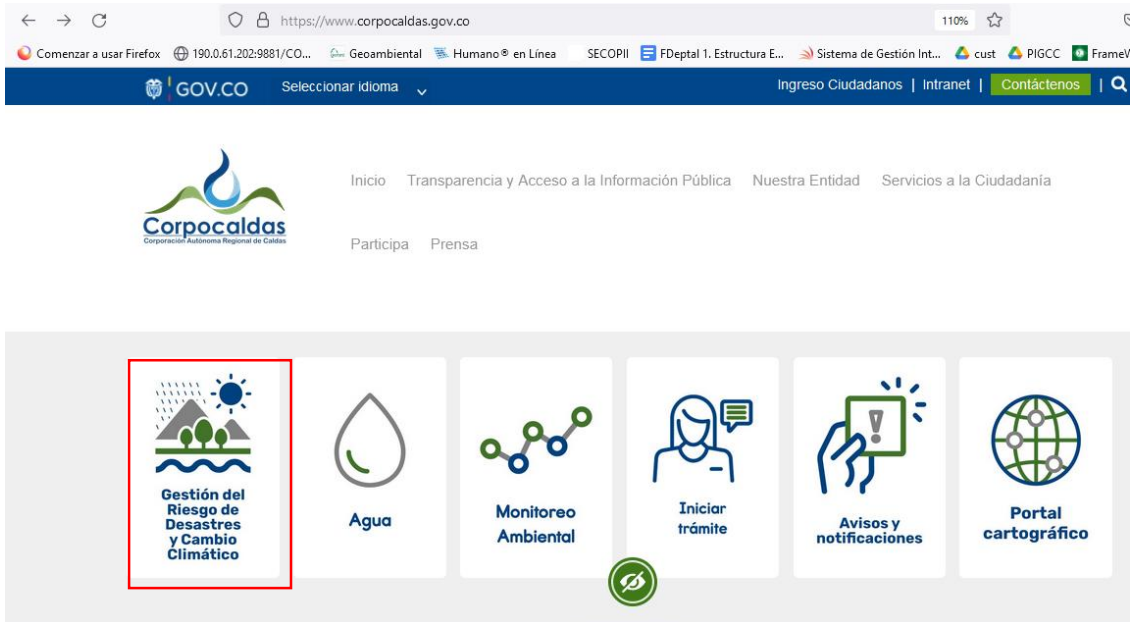 https://www.corpocaldas.gov.co 110%
Comenzar a usar Firefox 190.0.61.202:9881/CO... Geoambiental Humano® en Línea SECOPII FDeptal 1. Estructura E... Sistema de Gestión Int... cust PIGCC
GOV.CO Seleccionar idioma Ingreso Ciudadanos | Intranet | Contáctenos |
Inicio Transparencia y Acceso a la Información Pública Nuestra Entidad Servicios a la Ciudadanía
Corpocaldas
Corporación Autónoma Regional de Caldas
Participa Prensa
Gestión del
Riesgo de
Desastres
y Cambio
Climático
Agua
Monitoreo
Ambiental
Iniciar
trámite
Avisos y
notificaciones
Portal
cartográfico